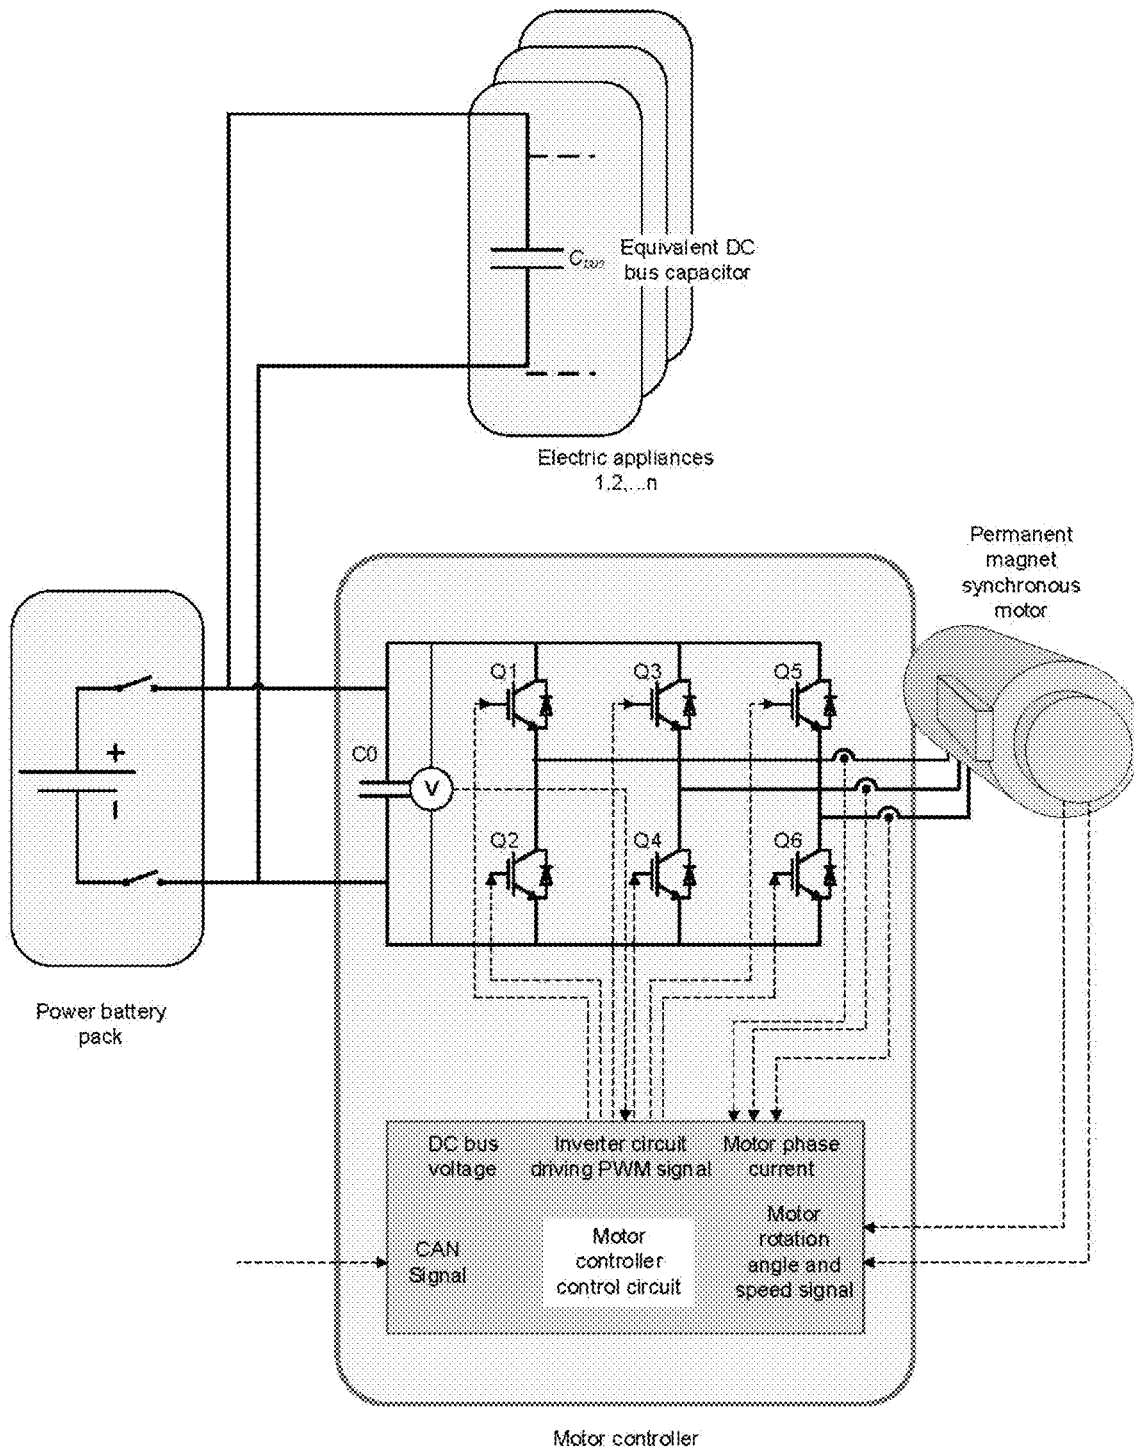 Equivalent DC
bus capacitor
C_bus
Electric appliances
1,2,...n
Permanent
magnet
synchronous
motor
Q1
Q3
Q5
+
C0
V
Q2
Q4
Q6
Power battery
pack
DC bus
voltage
Inverter circuit
driving PWM signal
Motor phase
current
CAN
Signal
Motor
controller
control circuit
Motor
rotation
angle and
speed signal
Motor controller